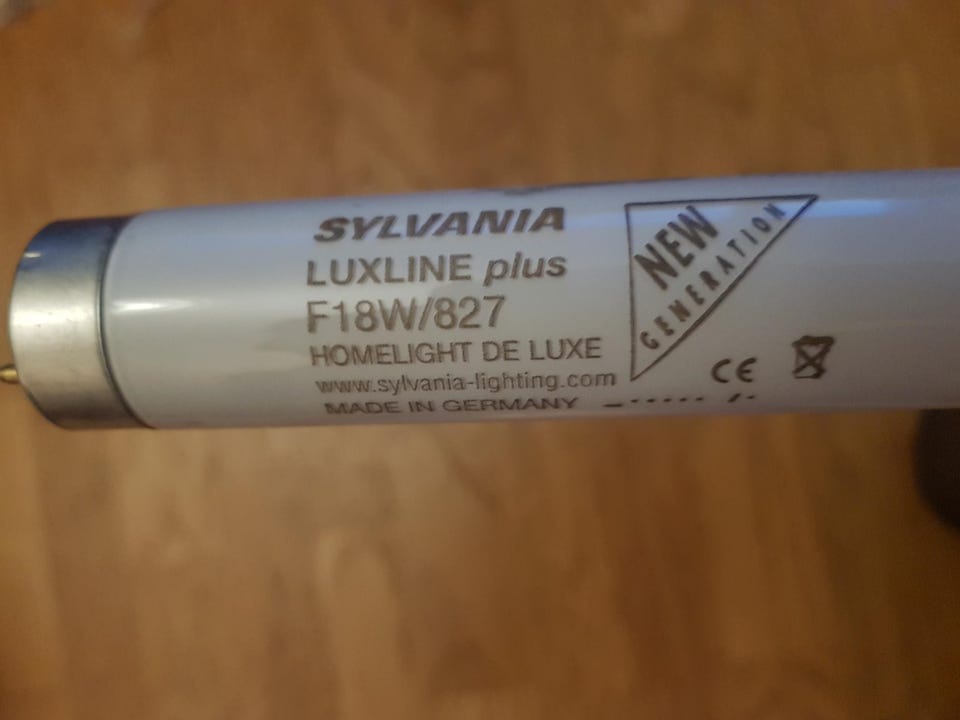 SYLVANIA
LUXLINE plus
F18W/827
HOMELIGHT DE LUXE
www.sylvania-lighting.com
MADE IN GERMANY
NEW
GENERATION
CE